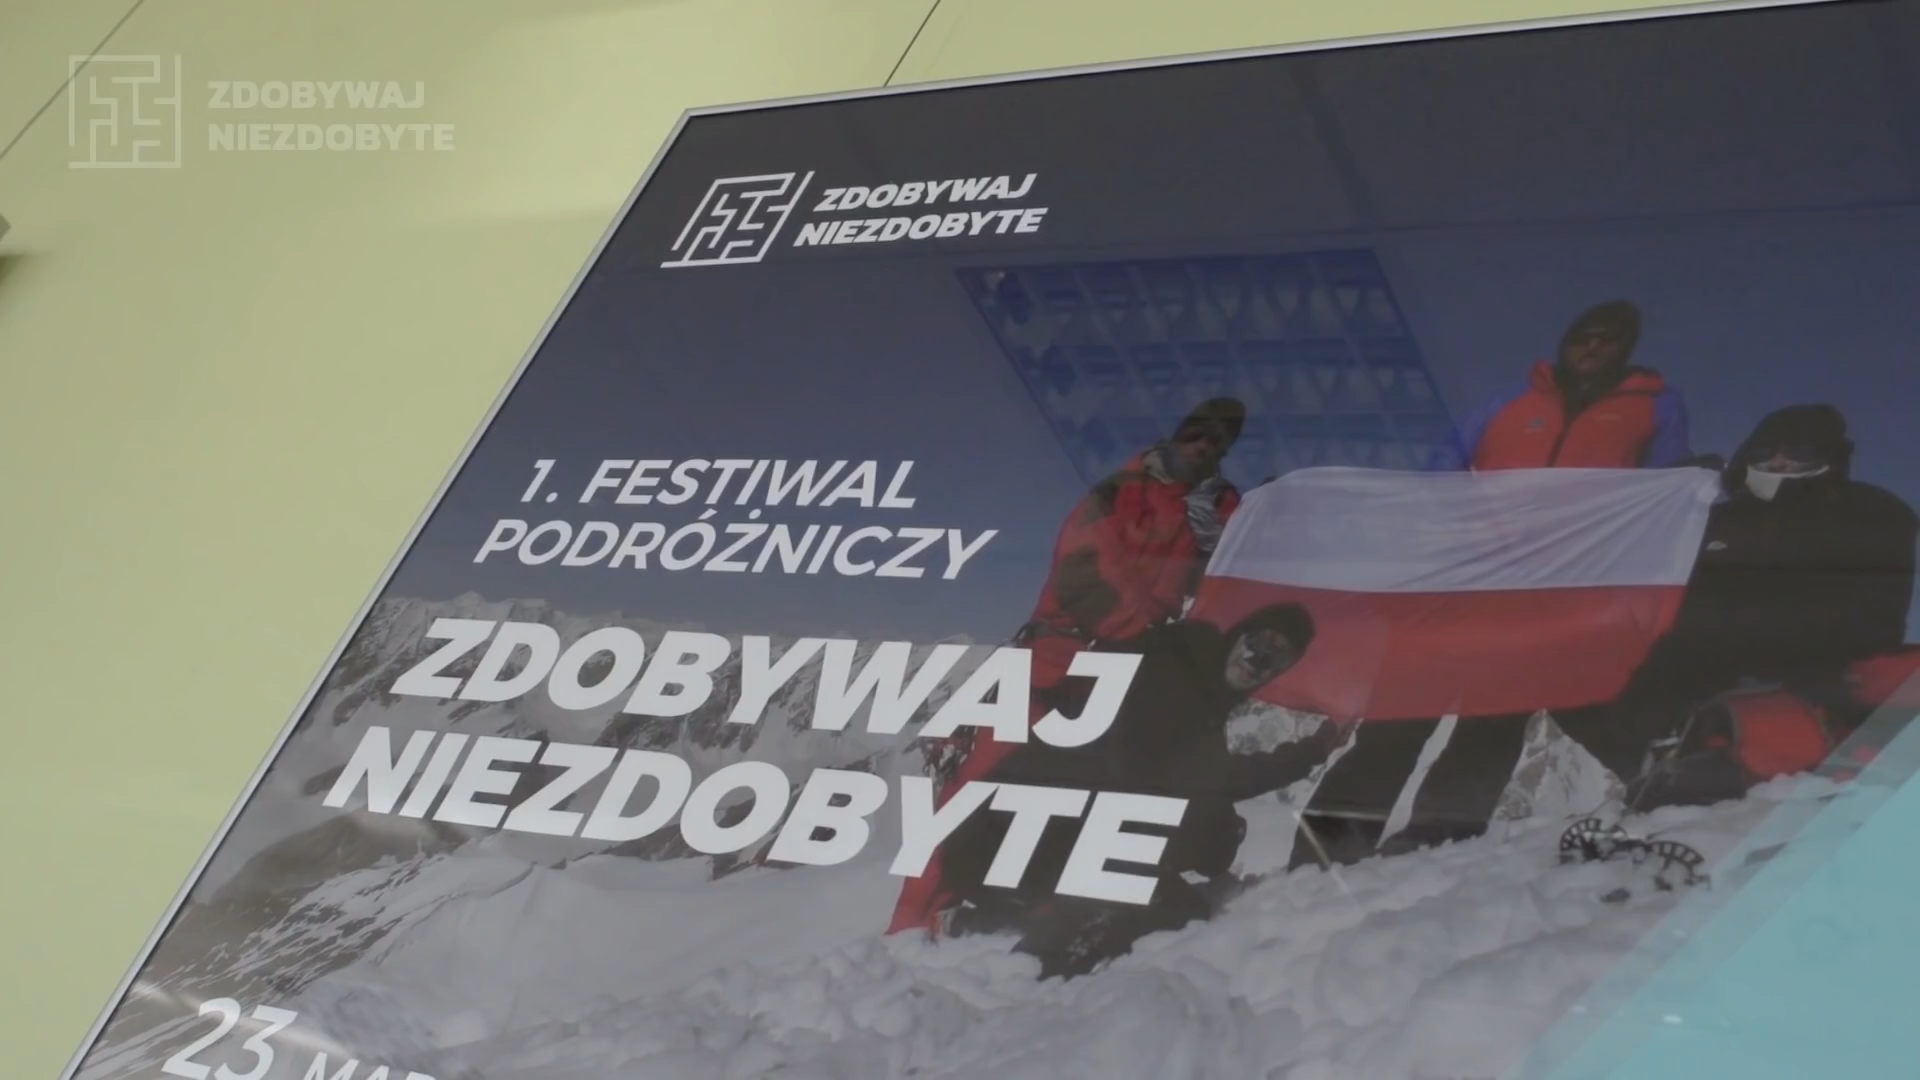 ZDOBYWAJ
NIEZDOBYTE
ZDOBYWAJ
NIEZDOBYTE
1. FESTIWAL
PODRÓŻNICZY
ZDOBYWAJ
NIEZDOBYTE
23